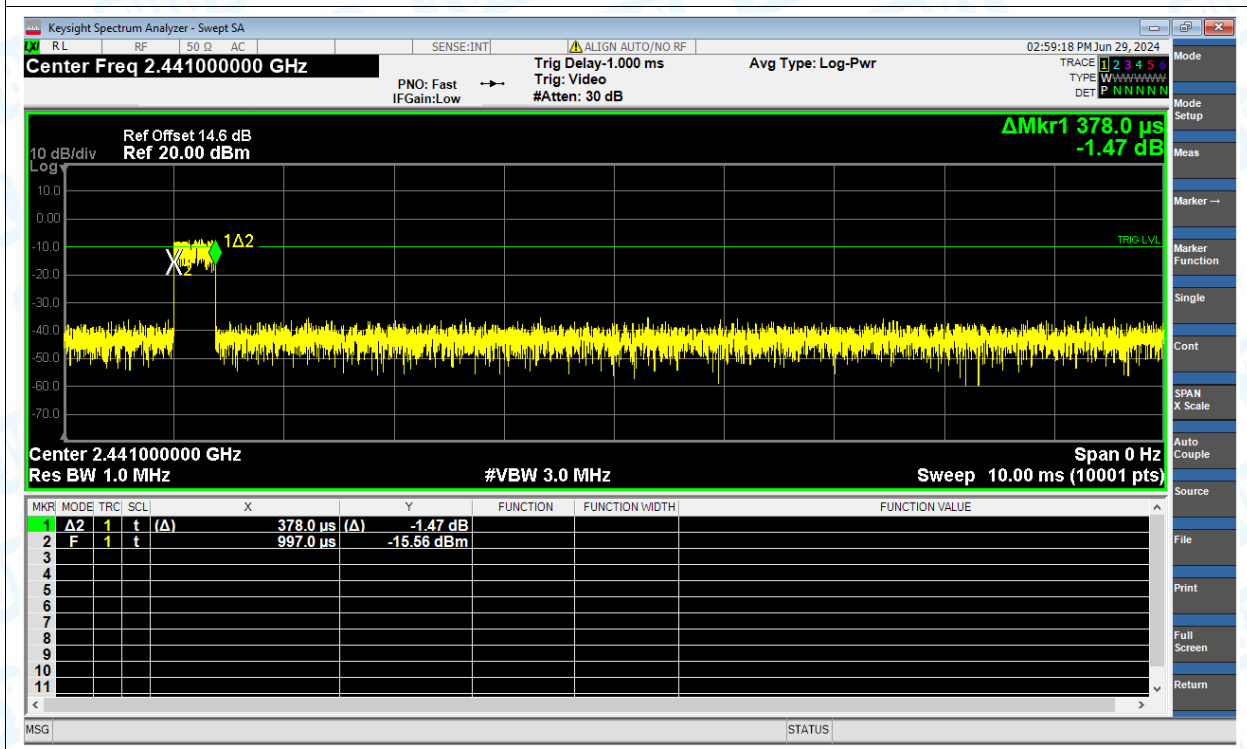 Keysight Spectrum Analyzer - Swept SA
LXI RL RF 50 Ω AC SENSE:INT ⚠ ALIGN AUTO/NO RF 02:59:18 PM Jun 29, 2024
Center Freq 2.441000000 GHz
PNO: Fast
IFGain:Low
Trig Delay-1.000 ms
Trig: Video
#Atten: 30 dB
Avg Type: Log-Pwr
TRACE 1 2 3 4 5 6
TYPE WWWWWW
DET P N N N N N
Ref Offset 14.6 dB
10 dB/div Ref 20.00 dBm
Log
ΔMkr1 378.0 µs
-1.47 dB
10.0
0.00
-10.0
-20.0
-30.0
-40.0
-50.0
-60.0
-70.0
1Δ2
2
TRIG LVL
Center 2.441000000 GHz Span 0 Hz
Res BW 1.0 MHz #VBW 3.0 MHz Sweep 10.00 ms (10001 pts)
MKR MODE TRC SCL X Y FUNCTION FUNCTION WIDTH FUNCTION VALUE
1 Δ2 1 t (Δ) 378.0 µs (Δ) -1.47 dB
2 F 1 t 997.0 µs -15.56 dBm
3
4
5
6
7
8
9
10
11
MSG STATUS
Mode
Mode
Setup
Meas
Marker→
Marker
Function
Single
Cont
SPAN
X Scale
Auto
Couple
Source
File
Print
Full
Screen
Return